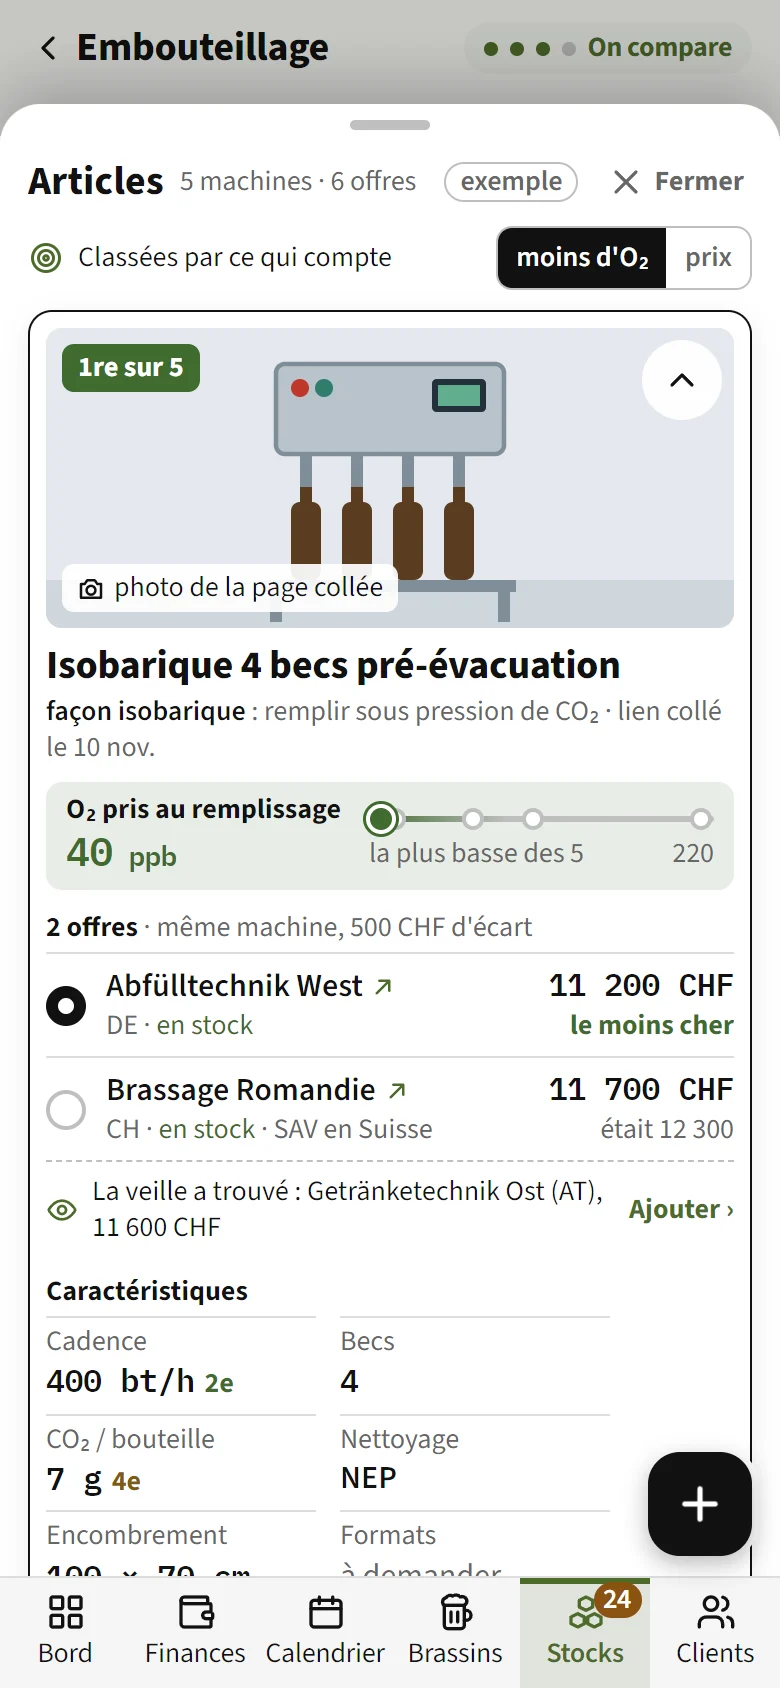 Embouteillage
On compare
Articles 5 machines · 6 offres exemple Fermer
Classées par ce qui compte moins d'O₂ prix
1re sur 5
photo de la page collée
Isobarique 4 becs pré-évacuation
façon isobarique : remplir sous pression de CO₂ · lien collé
le 10 nov.
O₂ pris au remplissage
40 ppb
la plus basse des 5 220
2 offres · même machine, 500 CHF d'écart
Abfülltechnik West ↗ 11 200 CHF
DE · en stock le moins cher
Brassage Romandie ↗ 11 700 CHF
CH · en stock · SAV en Suisse était 12 300
La veille a trouvé : Getränketechnik Ost (AT),
11 600 CHF
Ajouter ›
Caractéristiques
Cadence Becs
400 bt/h 2e 4
CO₂ / bouteille Nettoyage
7 g 4e NEP
Encombrement Formats
100 × 70 cm à demander
24
Bord Finances Calendrier Brassins Stocks Clients